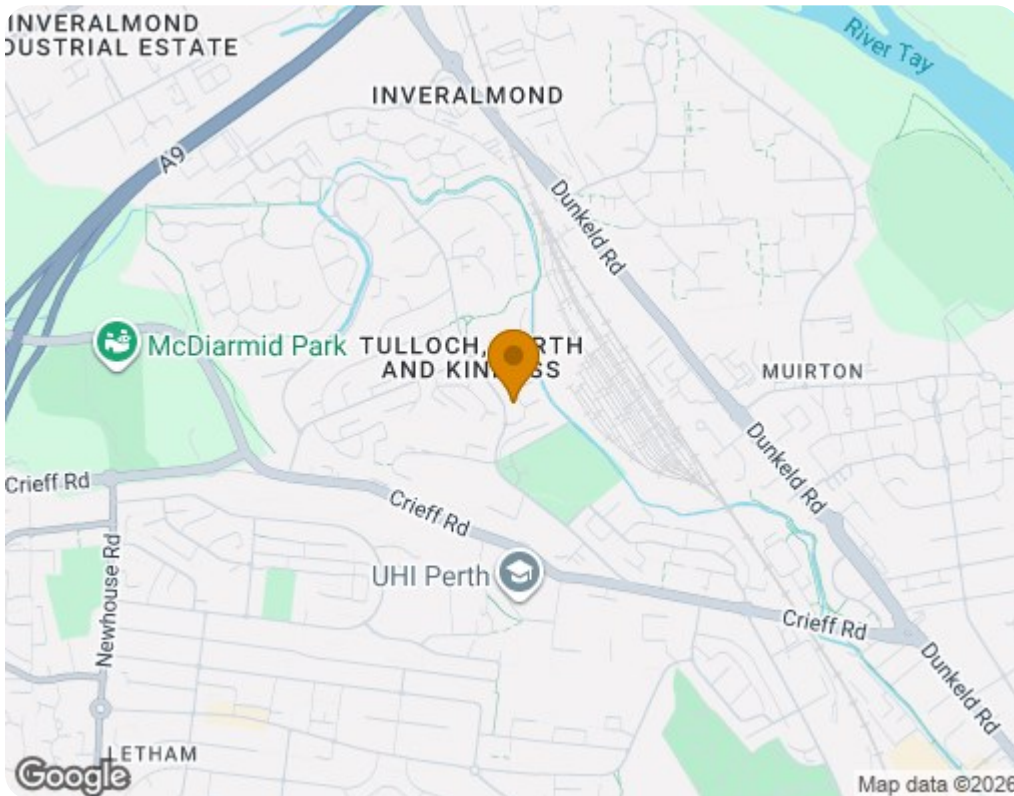 INVERALMOND
DUSTRIAL ESTATE
River Tay
INVERALMOND
A9
Dunkeld Rd
McDiarmid Park
TULLOCH, RTH
AND KIN SS
MUIRTON
Dunkeld Rd
Crieff Rd
Crieff Rd
Newhouse Rd
UHI Perth
Crieff Rd
Dunkeld Rd
LETHAM
Google
Map data ©2026